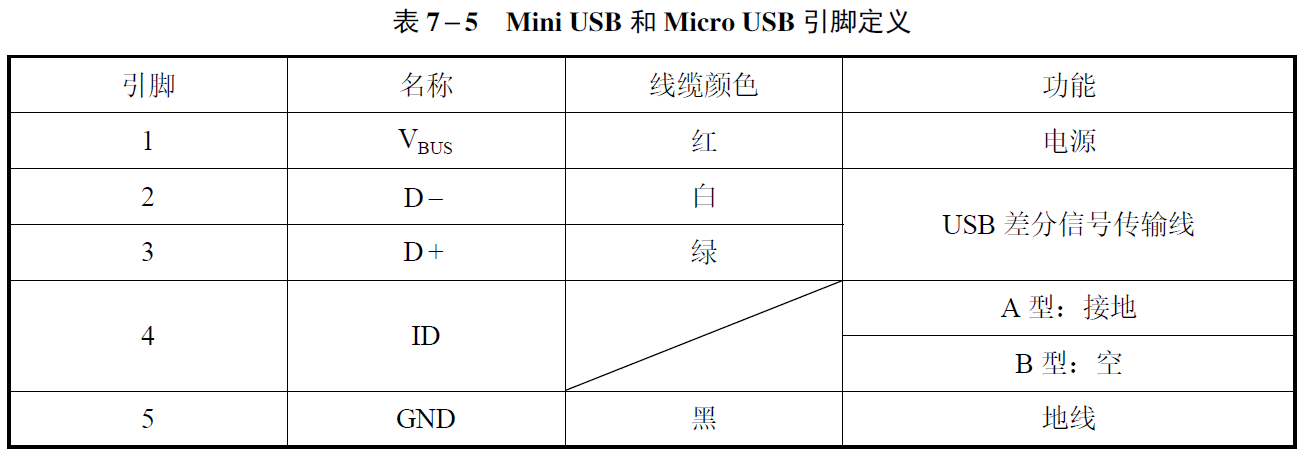 表 7－5 Mini USB 和 Micro USB 引脚定义
引脚 名称 线缆颜色 功能
1 VBUS 红 电源
2 D－ 白
USB 差分信号传输线
3 D+ 绿
A 型：接地
4 ID
B 型：空
5 GND 黑 地线